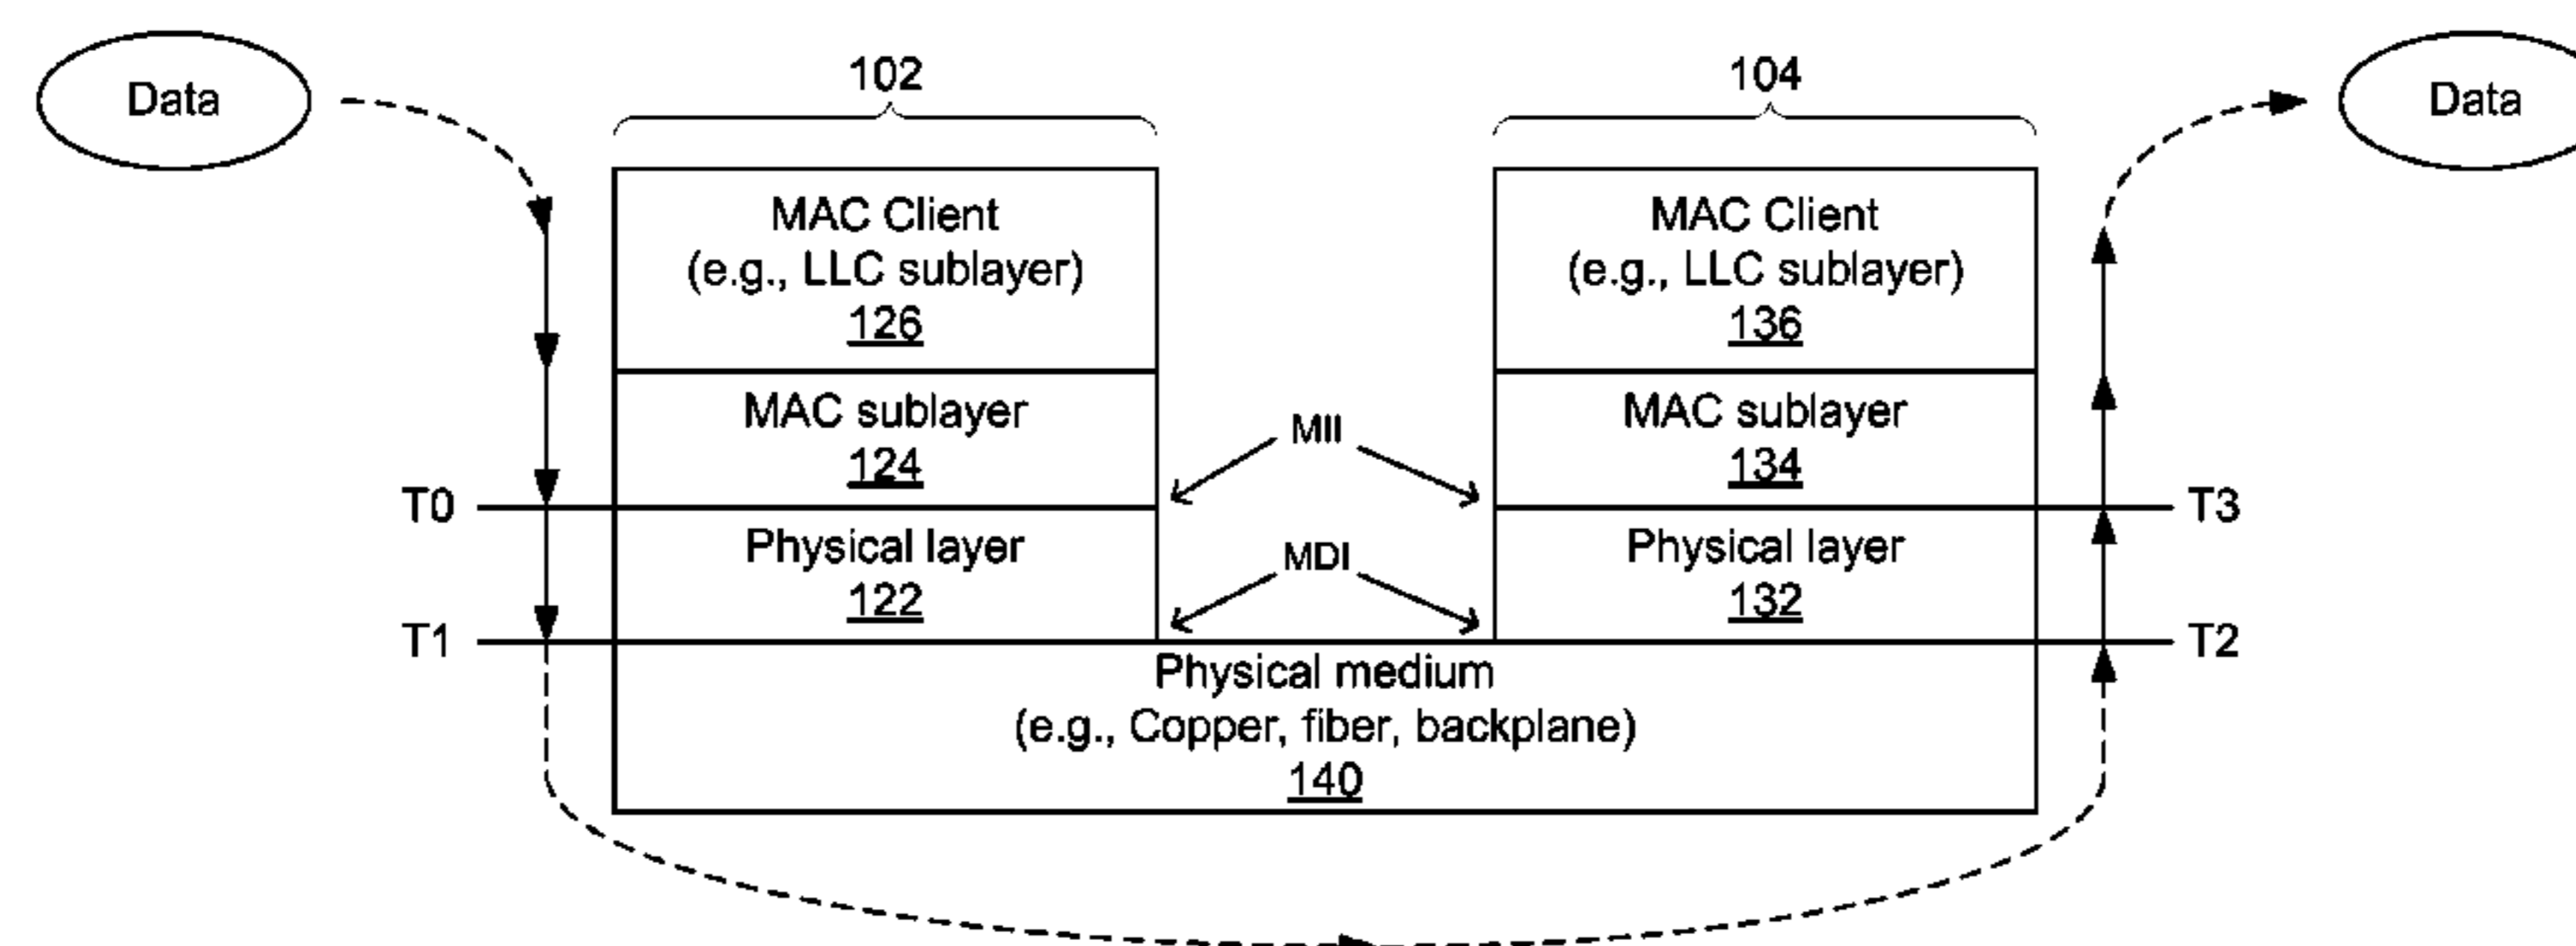 Data
102
104
Data
MAC Client
(e.g., LLC sublayer)
126
MAC Client
(e.g., LLC sublayer)
136
MAC sublayer
124
MII
MAC sublayer
134
T0
T3
Physical layer
122
MDI
Physical layer
132
T1
T2
Physical medium
(e.g., Copper, fiber, backplane)
140